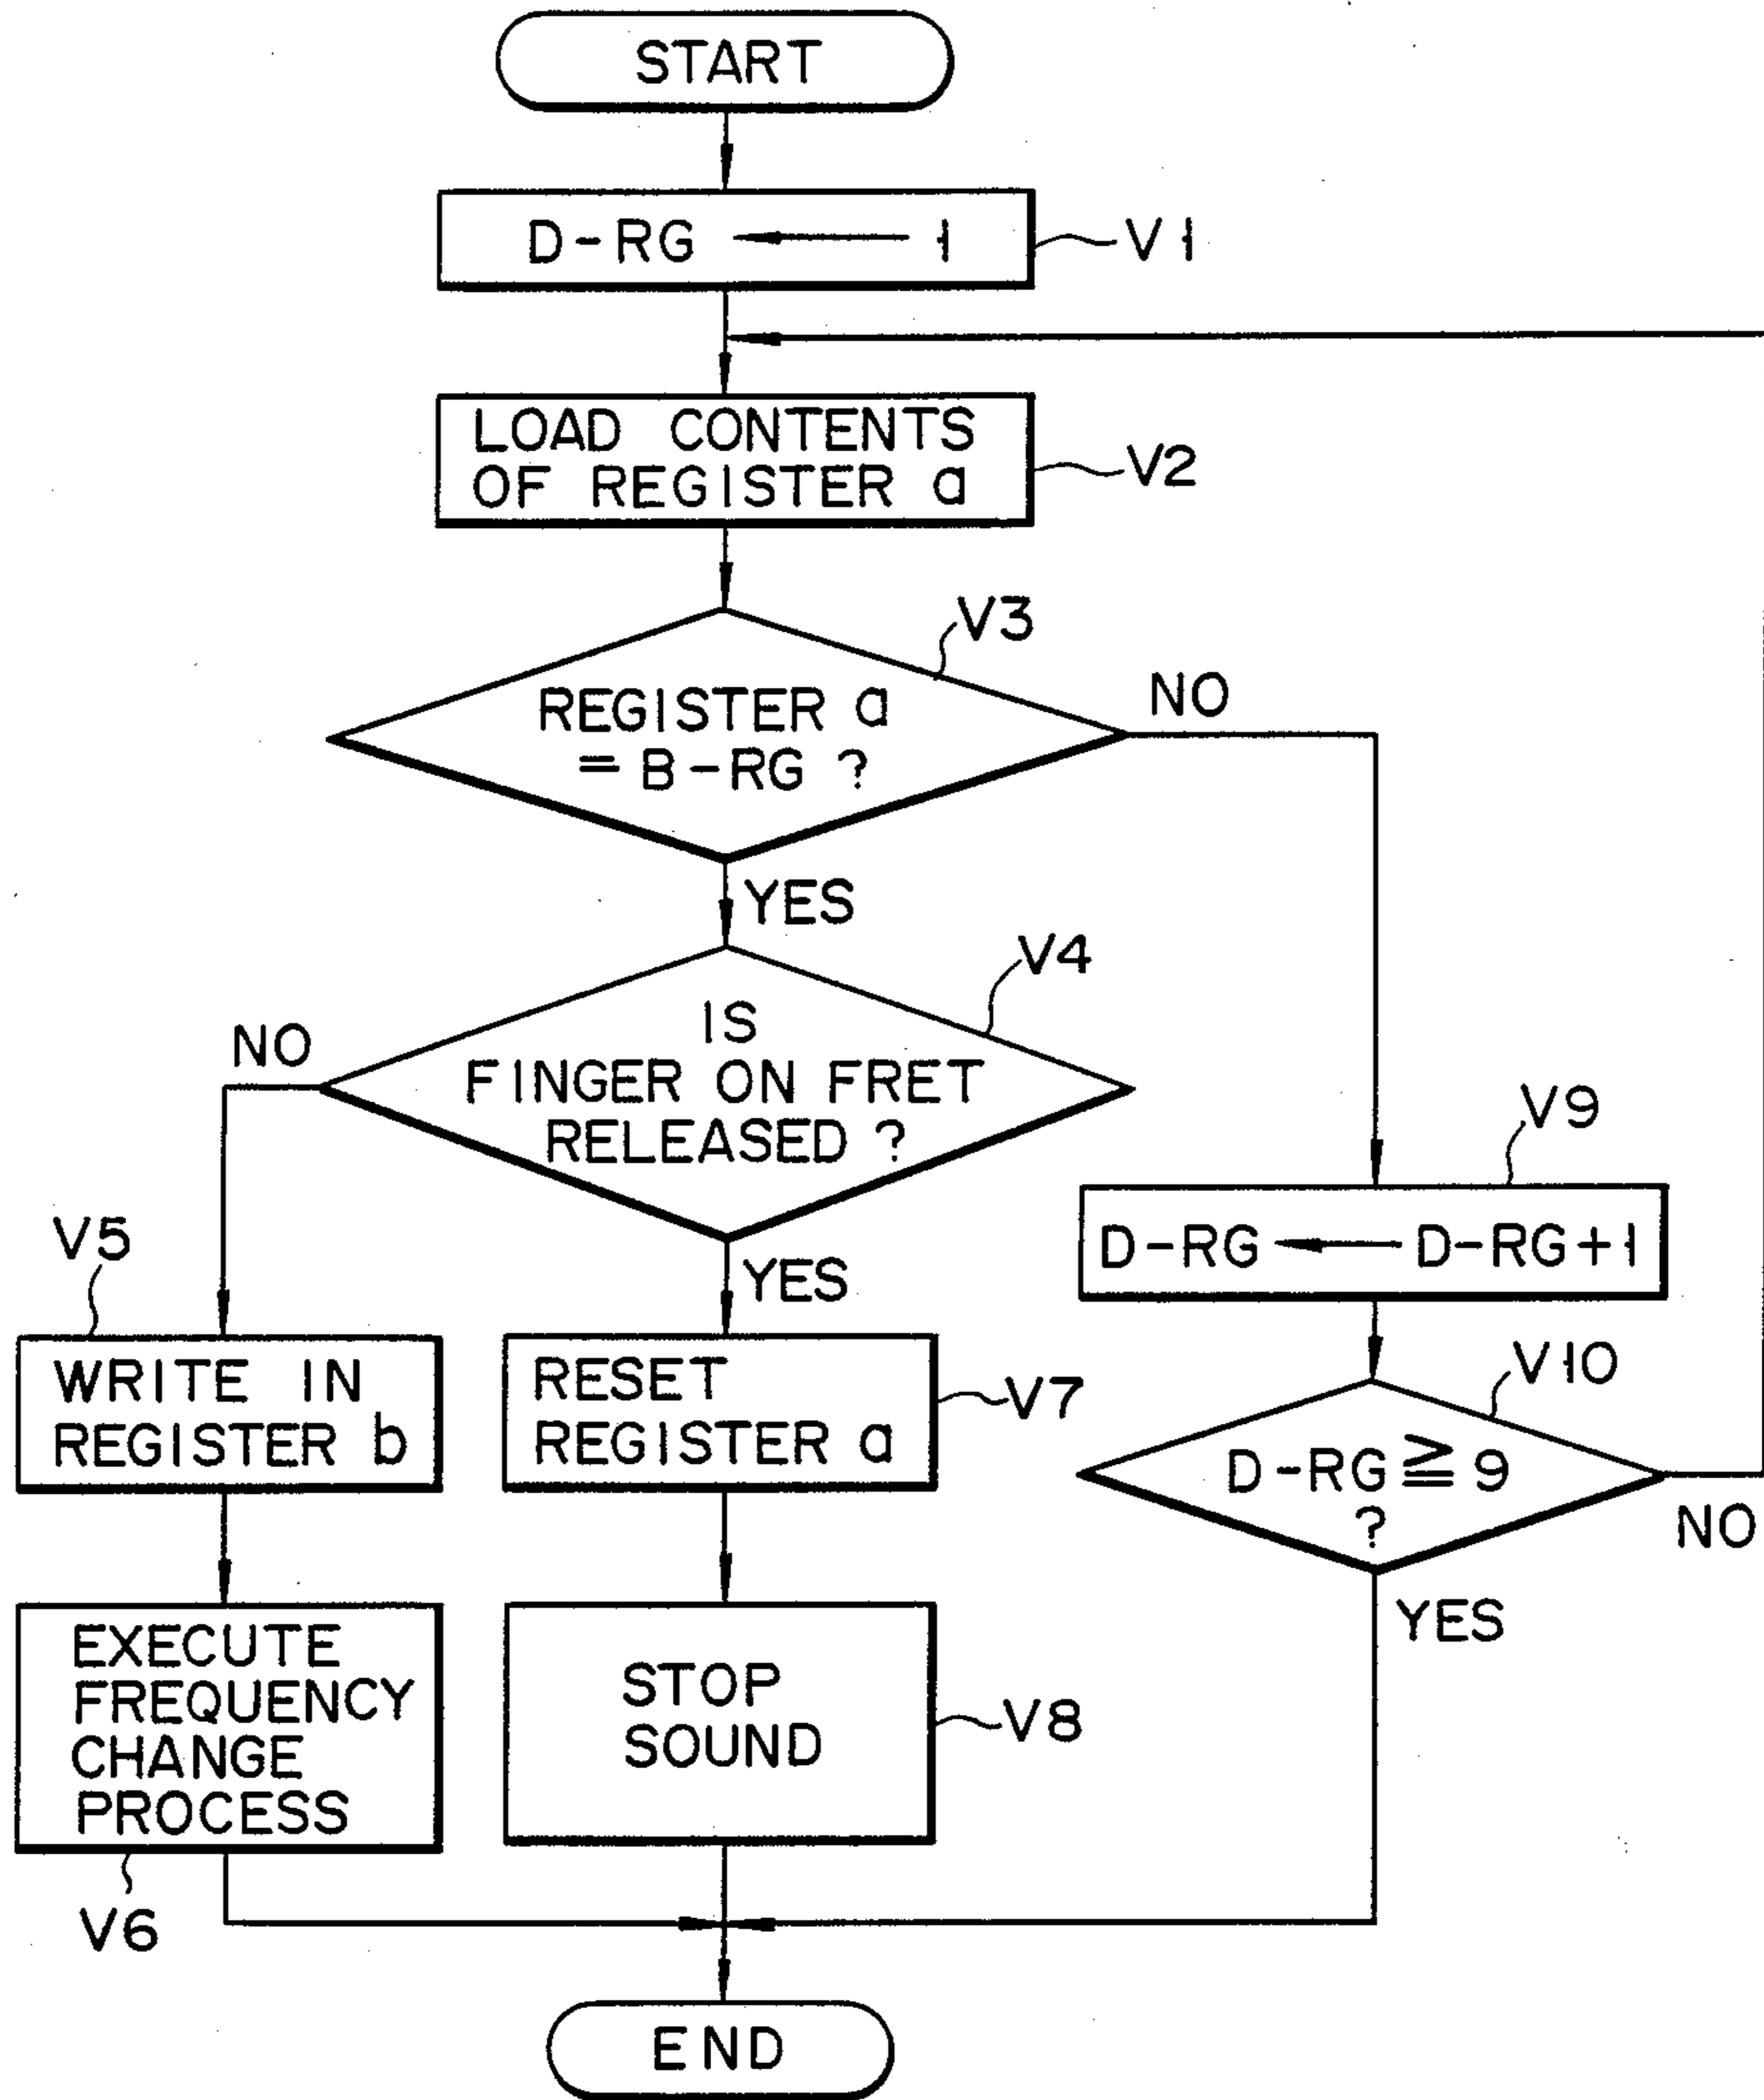 START
D-RG ← 1
V1
LOAD CONTENTS
OF REGISTER a
V2
V3
REGISTER a
= B-RG ?
NO
YES
V4
IS
FINGER ON FRET
RELEASED ?
NO
YES
V5
WRITE IN
REGISTER b
RESET
REGISTER a
V7
V9
D-RG ← D-RG+1
V10
D-RG ≧ 9
?
NO
YES
EXECUTE
FREQUENCY
CHANGE
PROCESS
V6
STOP
SOUND
V8
END